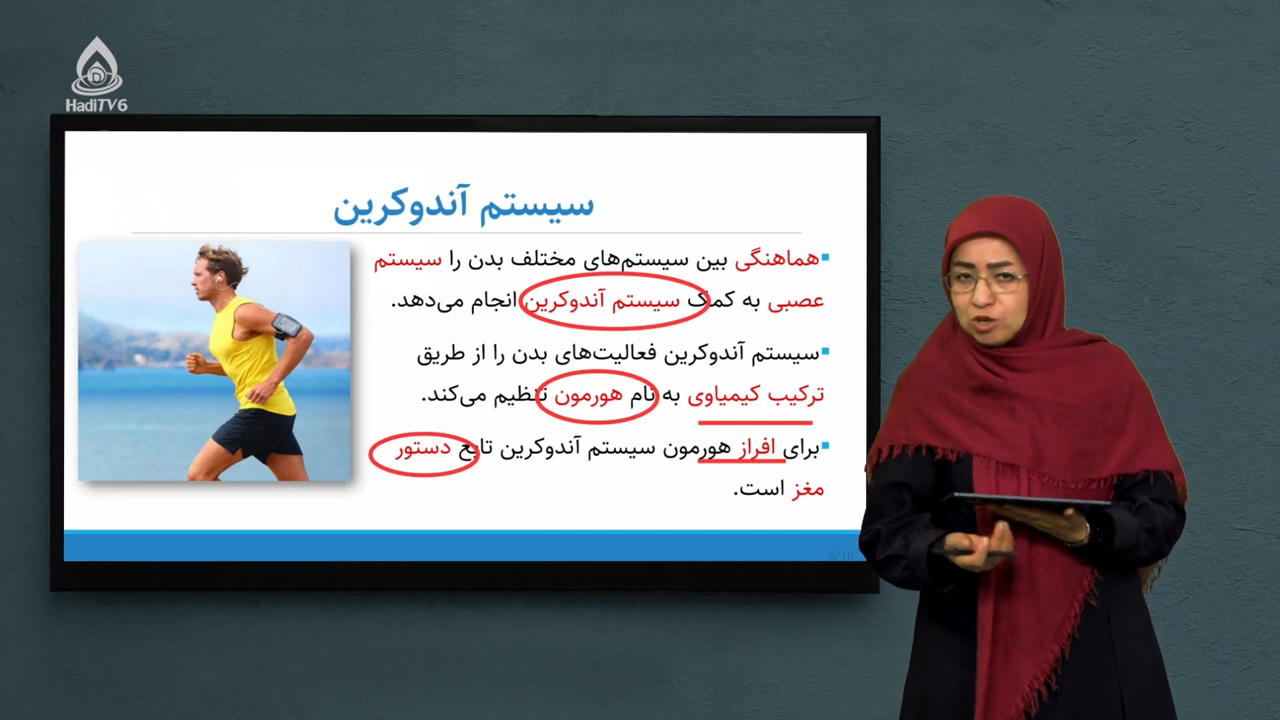 HadiTV6
سیستم آندوکرین
هماهنگی بین سیستم‌های مختلف بدن را سیستم
عصبی به کمک سیستم آندوکرین انجام می‌دهد.
سیستم آندوکرین فعالیت‌های بدن را از طریق
ترکیب کیمیاوی به نام هورمون تنظیم می‌کند.
برای افراز هورمون سیستم آندوکرین تابع دستور
مغز است.
5/10